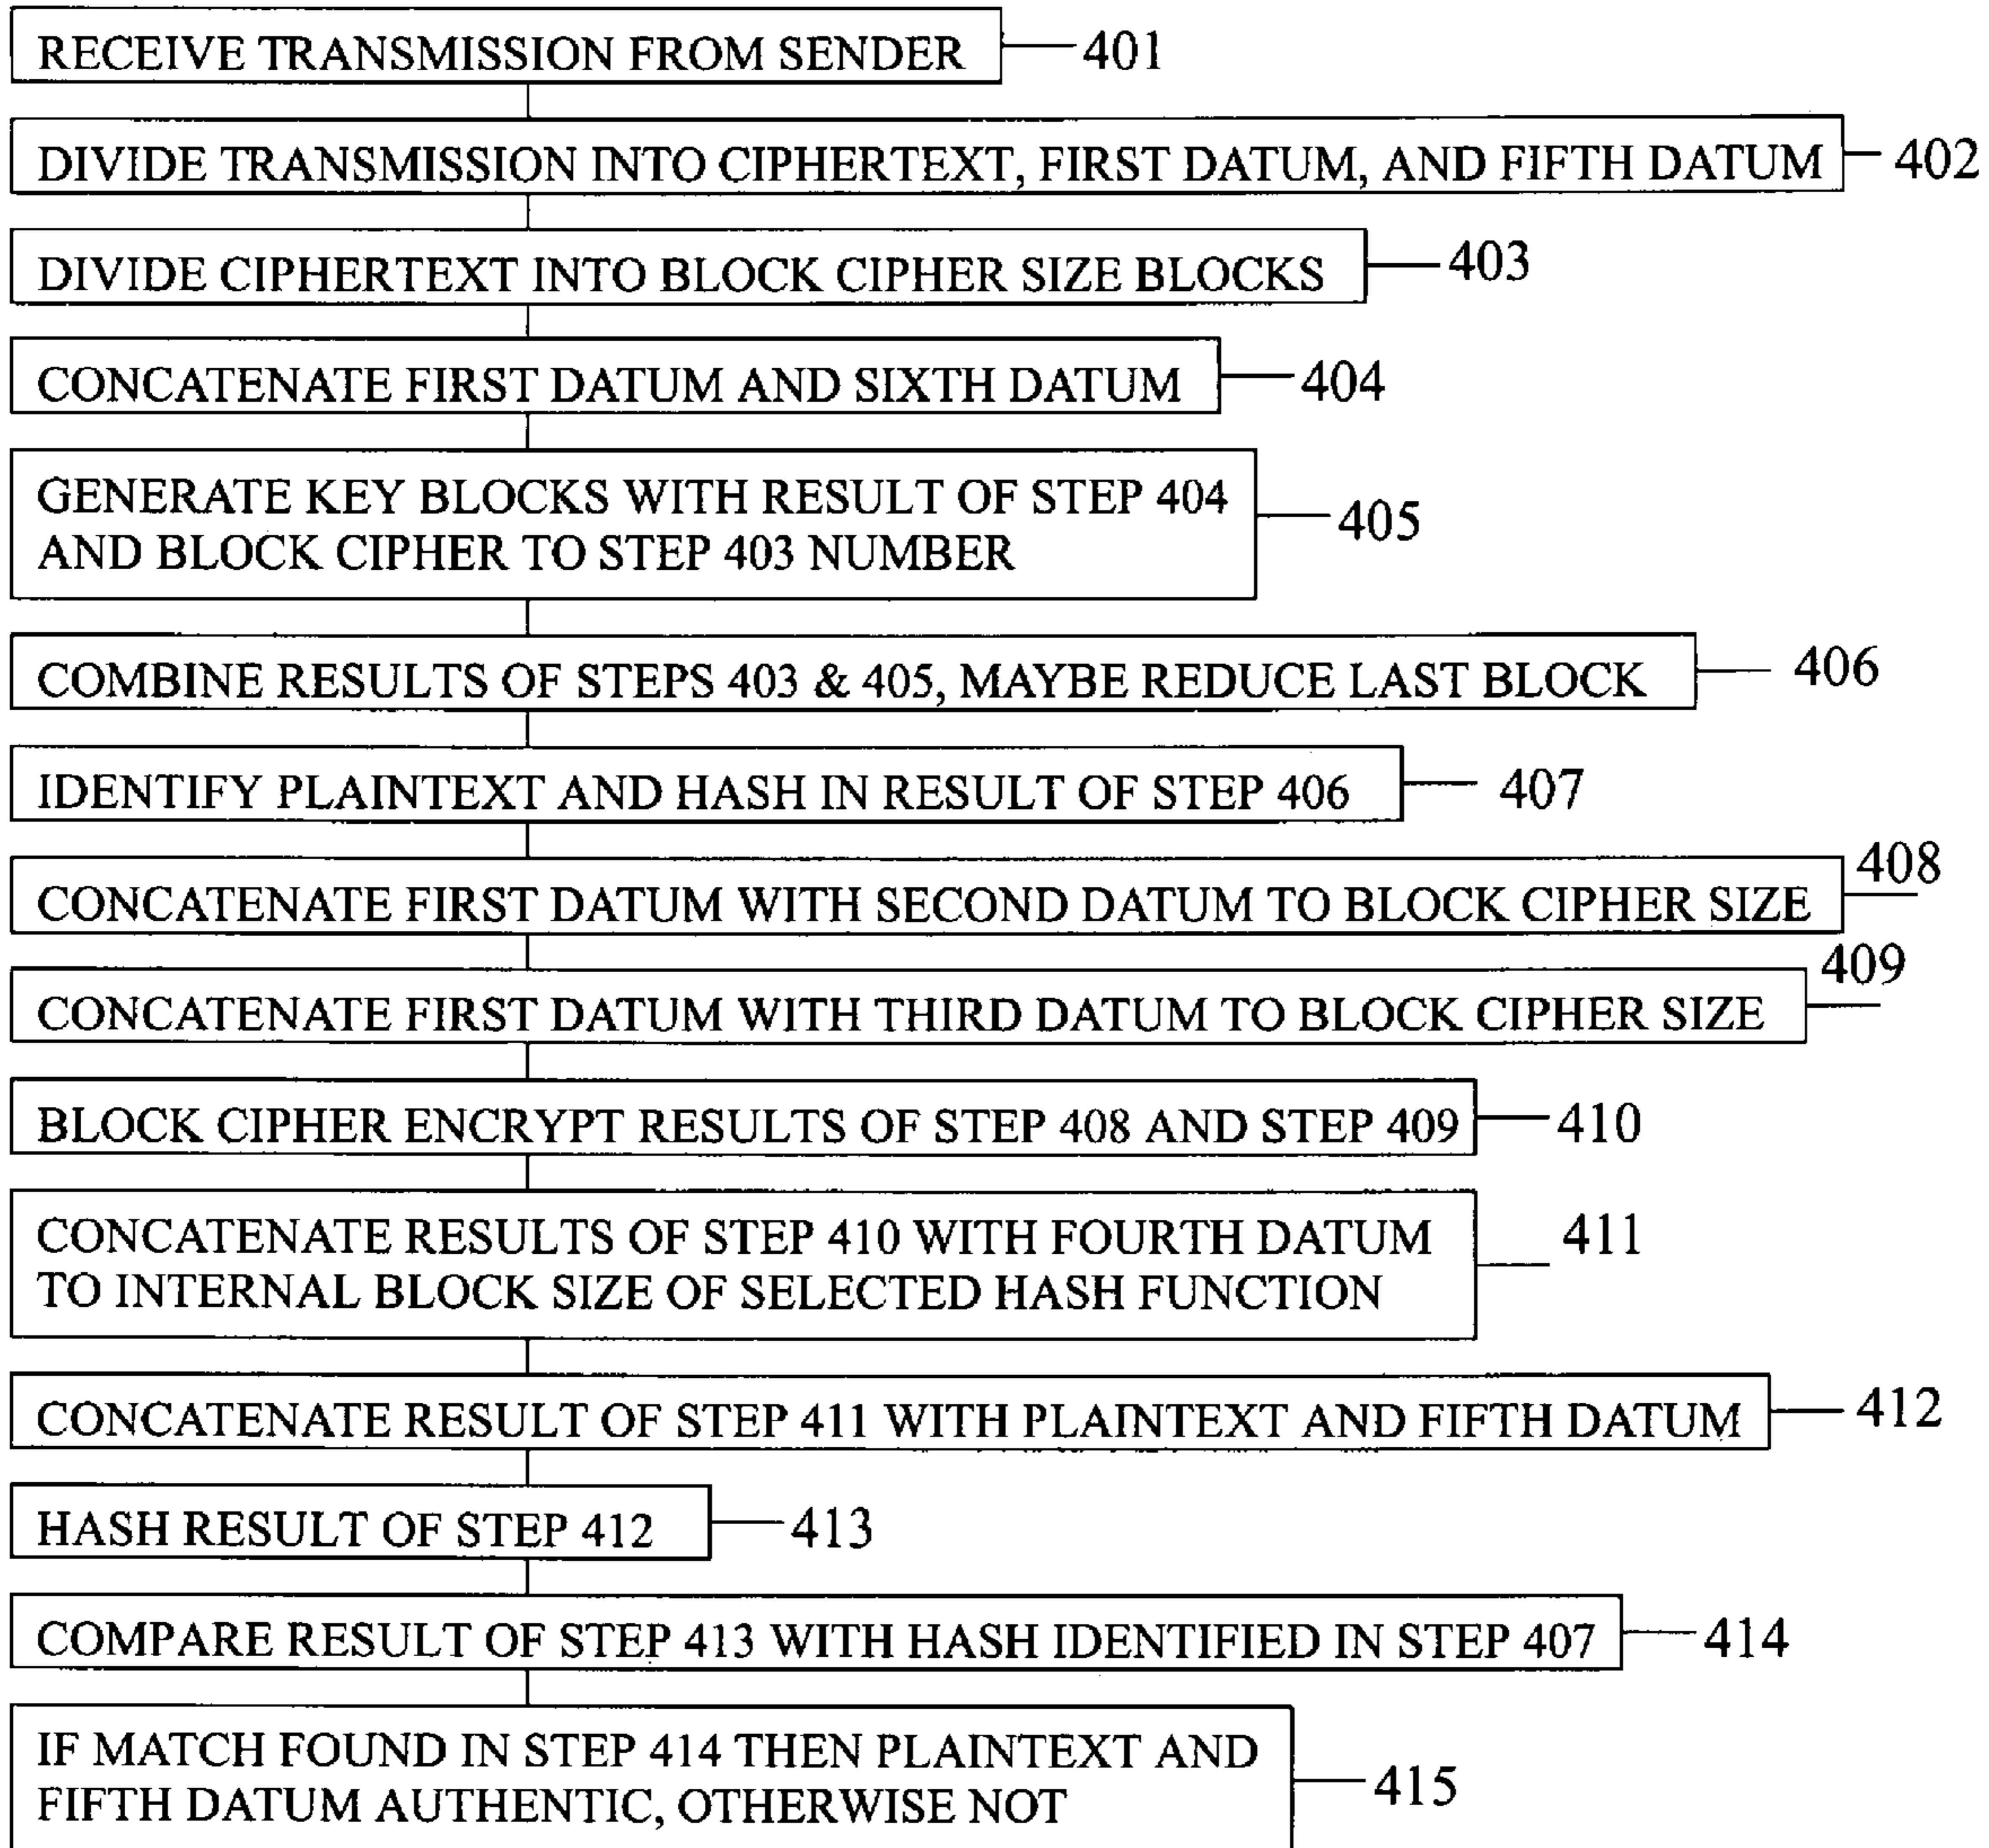 RECEIVE TRANSMISSION FROM SENDER 401
DIVIDE TRANSMISSION INTO CIPHERTEXT, FIRST DATUM, AND FIFTH DATUM 402
DIVIDE CIPHERTEXT INTO BLOCK CIPHER SIZE BLOCKS 403
CONCATENATE FIRST DATUM AND SIXTH DATUM 404
GENERATE KEY BLOCKS WITH RESULT OF STEP 404
AND BLOCK CIPHER TO STEP 403 NUMBER 405
COMBINE RESULTS OF STEPS 403 & 405, MAYBE REDUCE LAST BLOCK 406
IDENTIFY PLAINTEXT AND HASH IN RESULT OF STEP 406 407
CONCATENATE FIRST DATUM WITH SECOND DATUM TO BLOCK CIPHER SIZE 408
CONCATENATE FIRST DATUM WITH THIRD DATUM TO BLOCK CIPHER SIZE 409
BLOCK CIPHER ENCRYPT RESULTS OF STEP 408 AND STEP 409 410
CONCATENATE RESULTS OF STEP 410 WITH FOURTH DATUM 411
TO INTERNAL BLOCK SIZE OF SELECTED HASH FUNCTION
CONCATENATE RESULT OF STEP 411 WITH PLAINTEXT AND FIFTH DATUM 412
HASH RESULT OF STEP 412 413
COMPARE RESULT OF STEP 413 WITH HASH IDENTIFIED IN STEP 407 414
IF MATCH FOUND IN STEP 414 THEN PLAINTEXT AND
FIFTH DATUM AUTHENTIC, OTHERWISE NOT 415